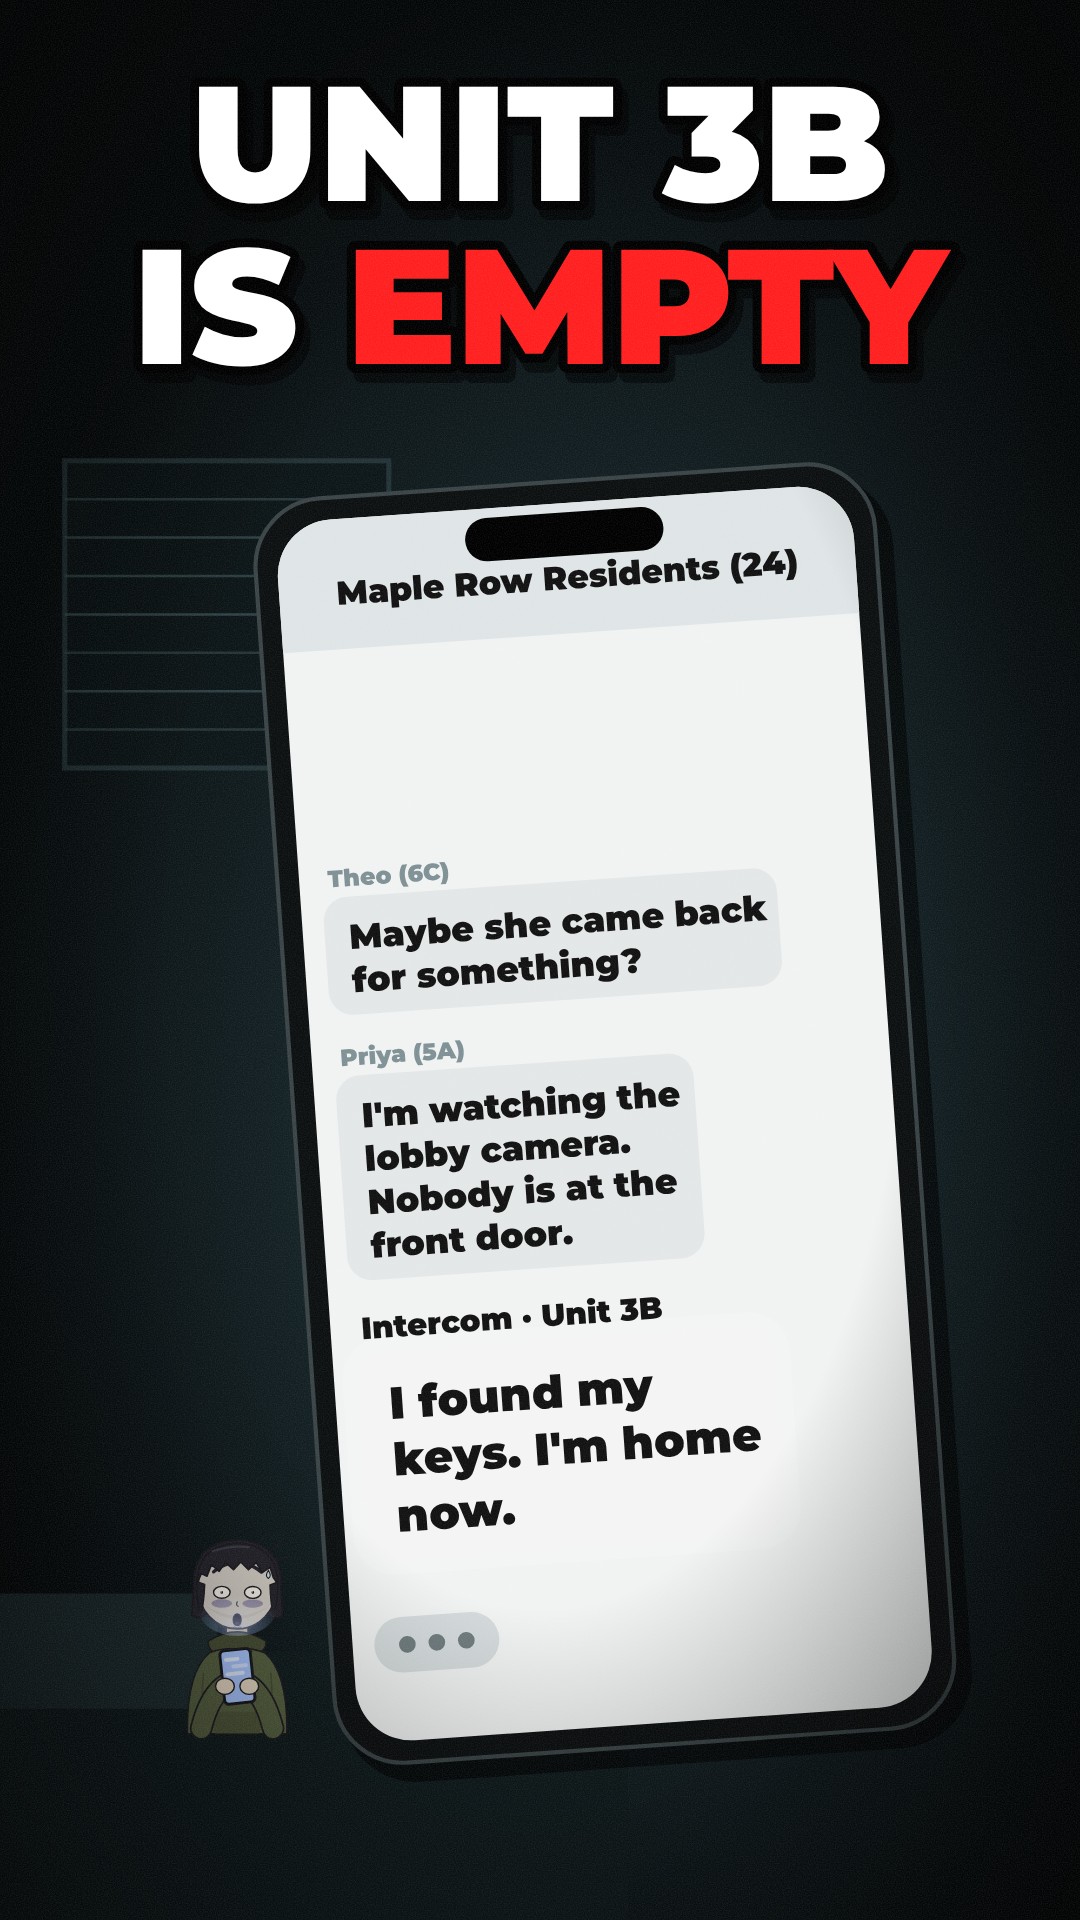 UNIT 3B
IS EMPTY
Maple Row Residents (24)
Theo (6C)
Maybe she came back
for something?
Priya (5A)
I'm watching the
lobby camera.
Nobody is at the
front door.
Intercom • Unit 3B
I found my
keys. I'm home
now.